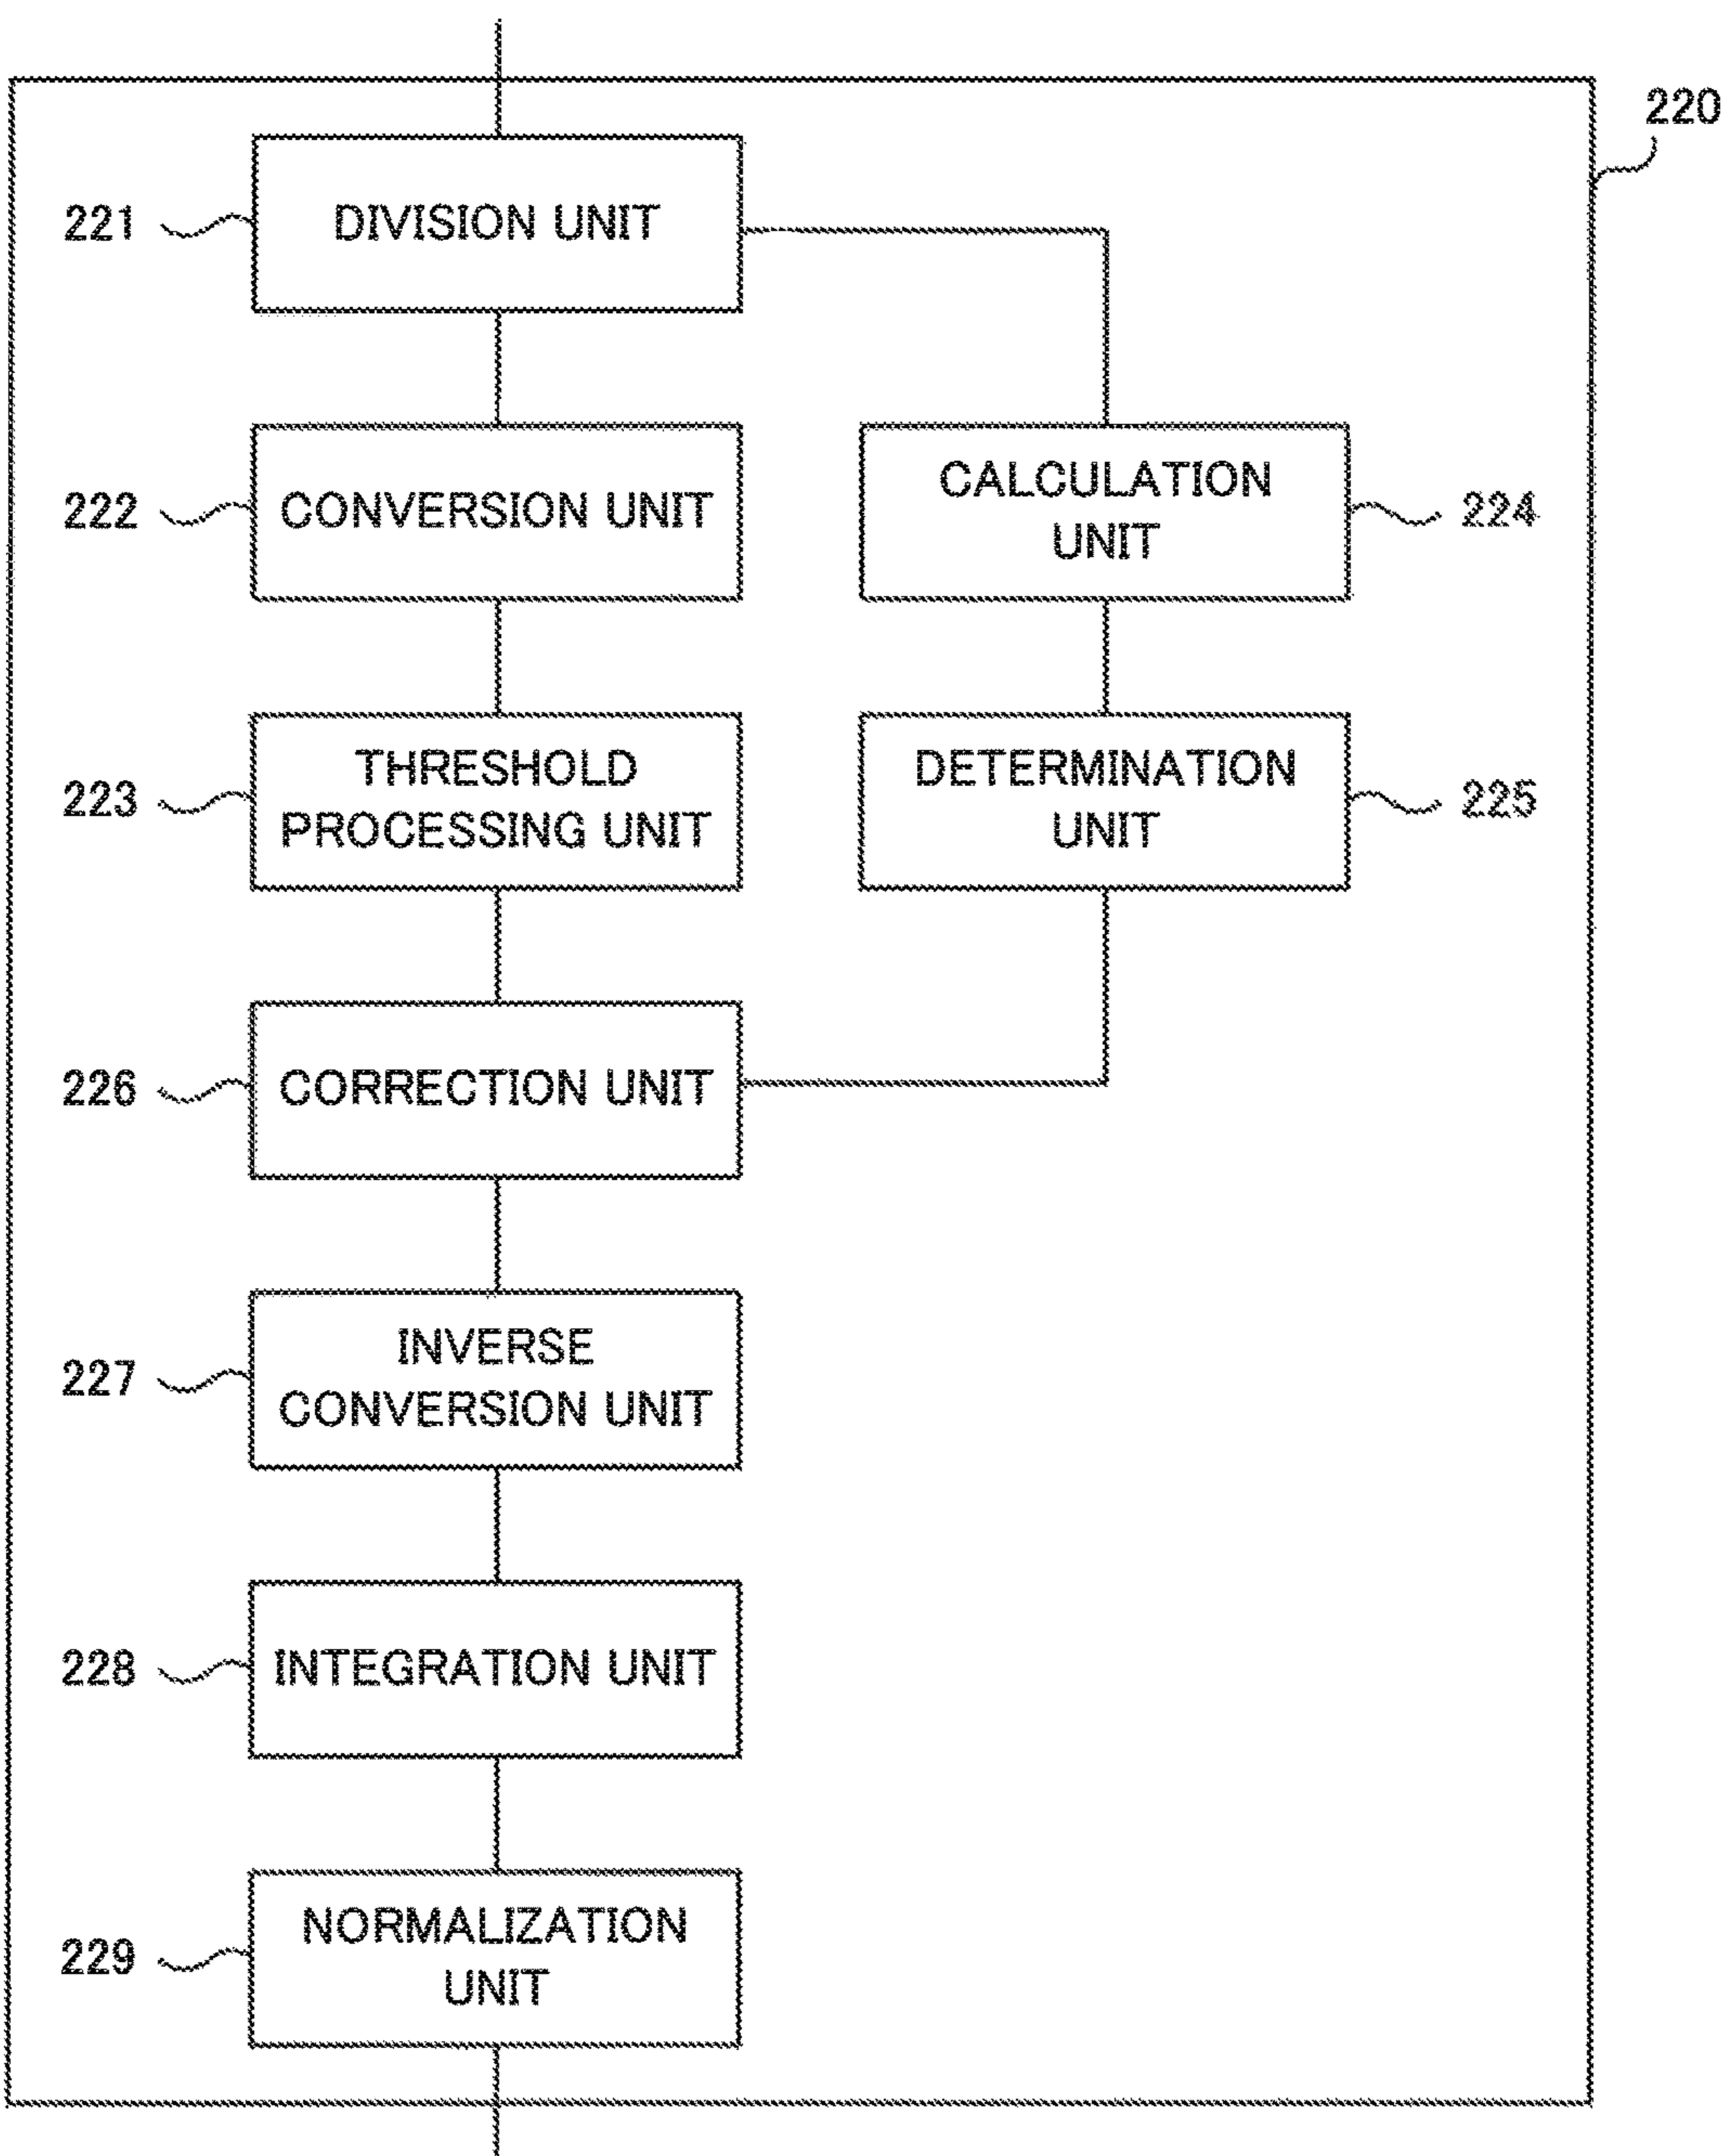 220
221
DIVISION UNIT
222
CONVERSION UNIT
CALCULATION
UNIT
224
223
THRESHOLD
PROCESSING UNIT
DETERMINATION
UNIT
225
226
CORRECTION UNIT
227
INVERSE
CONVERSION UNIT
228
INTEGRATION UNIT
229
NORMALIZATION
UNIT